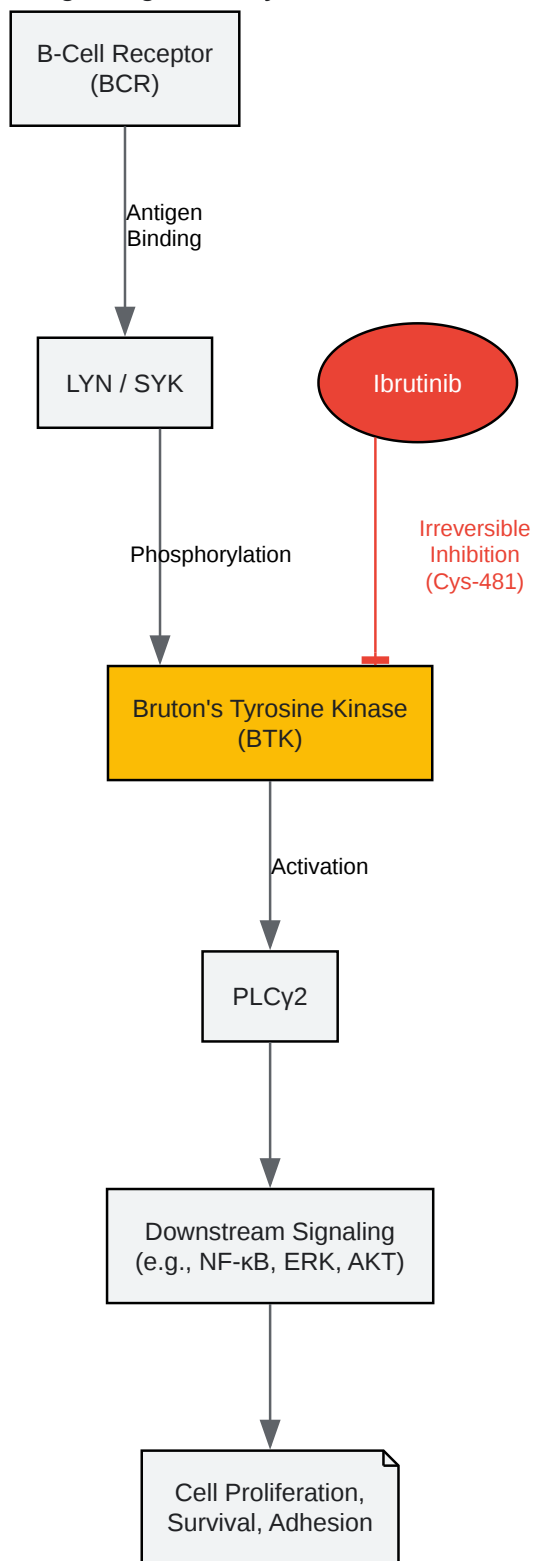 B-Cell Receptor
(BCR)
Antigen
Binding
LYN / SYK
Ibrutinib
Phosphorylation
Irreversible
Inhibition
(Cys-481)
Bruton's Tyrosine Kinase
(BTK)
Activation
PLCγ2
Downstream Signaling
(e.g., NF-κB, ERK, AKT)
Cell Proliferation,
Survival, Adhesion